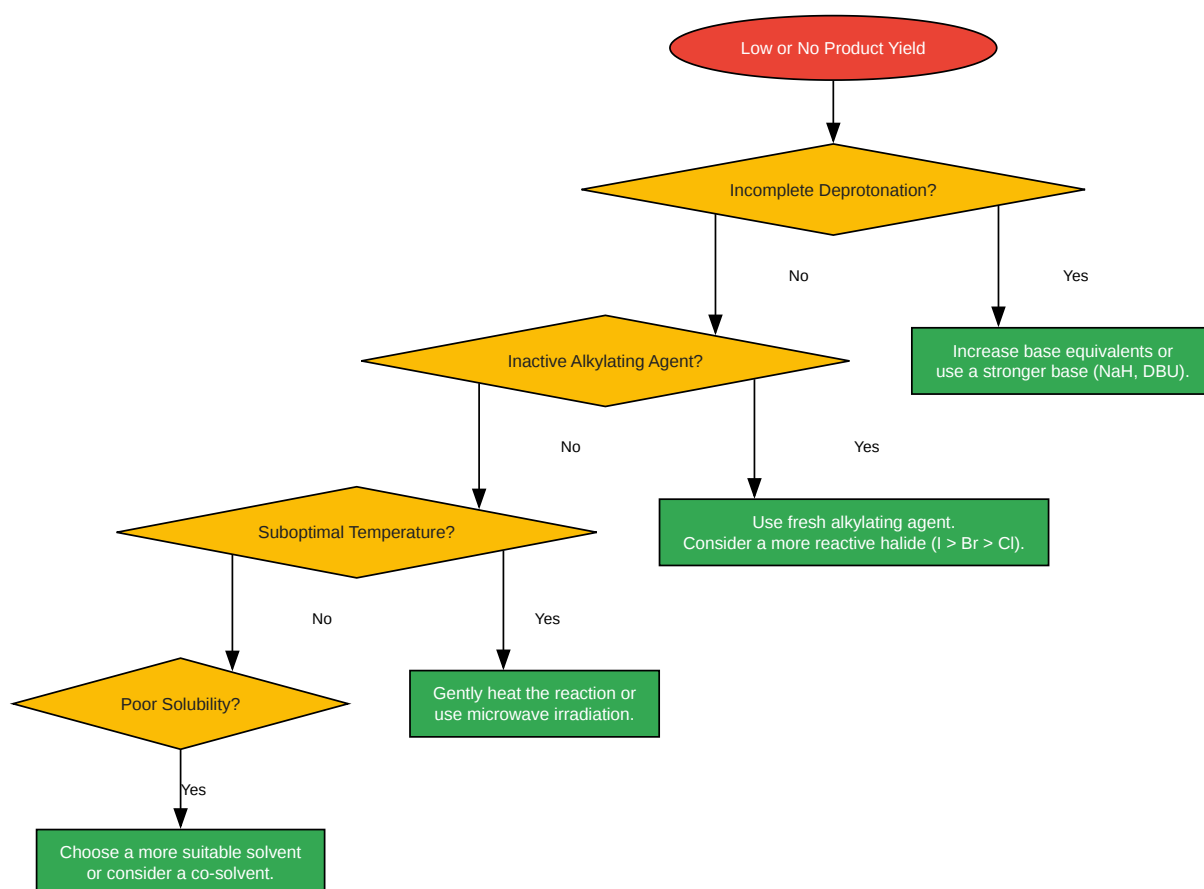 Low or No Product Yield
Incomplete Deprotonation?
No
Yes
Increase base equivalents or
use a stronger base (NaH, DBU).
Inactive Alkylating Agent?
No
Yes
Use fresh alkylating agent.
Consider a more reactive halide (I > Br > Cl).
Suboptimal Temperature?
No
Yes
Gently heat the reaction or
use microwave irradiation.
Poor Solubility?
Yes
Choose a more suitable solvent
or consider a co-solvent.